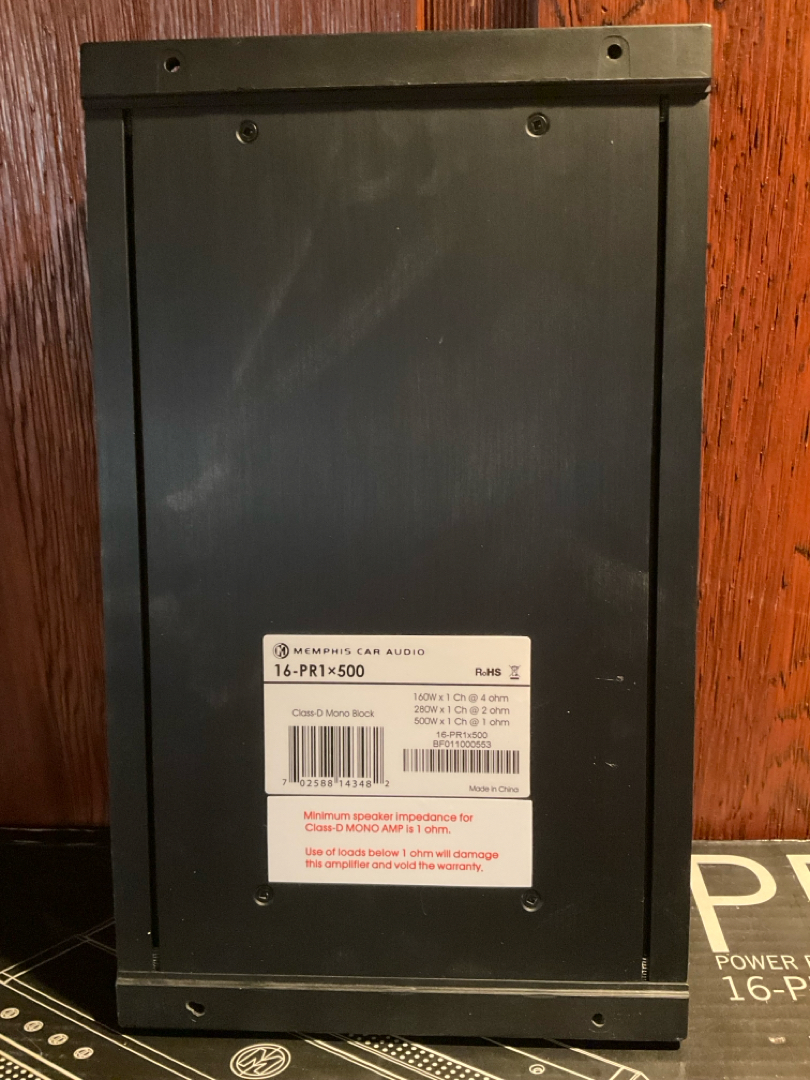 MEMPHIS CAR AUDIO
16-PR1×500
RoHS
160W x 1 Ch @ 4 ohm
280W x 1 Ch @ 2 ohm
500W x 1 Ch @ 1 ohm
Class-D Mono Block
16-PR1x500
BF011000553
7 02588 14348 2
Made in China
Minimum speaker impedance for
Class-D MONO AMP is 1 ohm.
Use of loads below 1 ohm will damage
this amplifier and void the warranty.
P
POWER
16-P